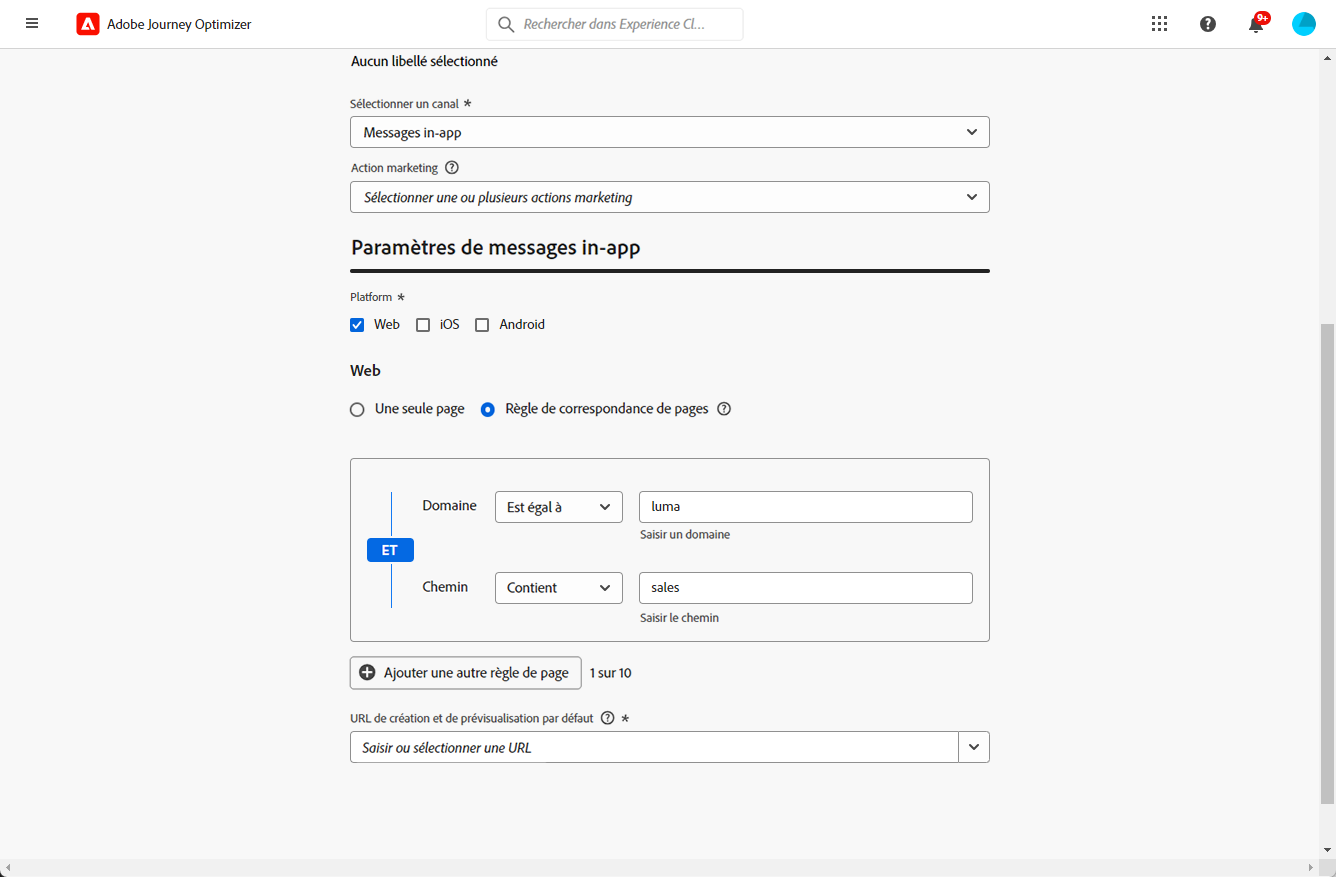 Adobe Journey Optimizer
Rechercher dans Experience Cl...
9+
Aucun libellé sélectionné
Sélectionner un canal *
Messages in-app
Action marketing
Sélectionner une ou plusieurs actions marketing
Paramètres de messages in-app
Platform *
Web iOS Android
Web
Une seule page Règle de correspondance de pages
Domaine Est égal à luma
Saisir un domaine
ET
Chemin Contient sales
Saisir le chemin
Ajouter une autre règle de page 1 sur 10
URL de création et de prévisualisation par défaut *
Saisir ou sélectionner une URL